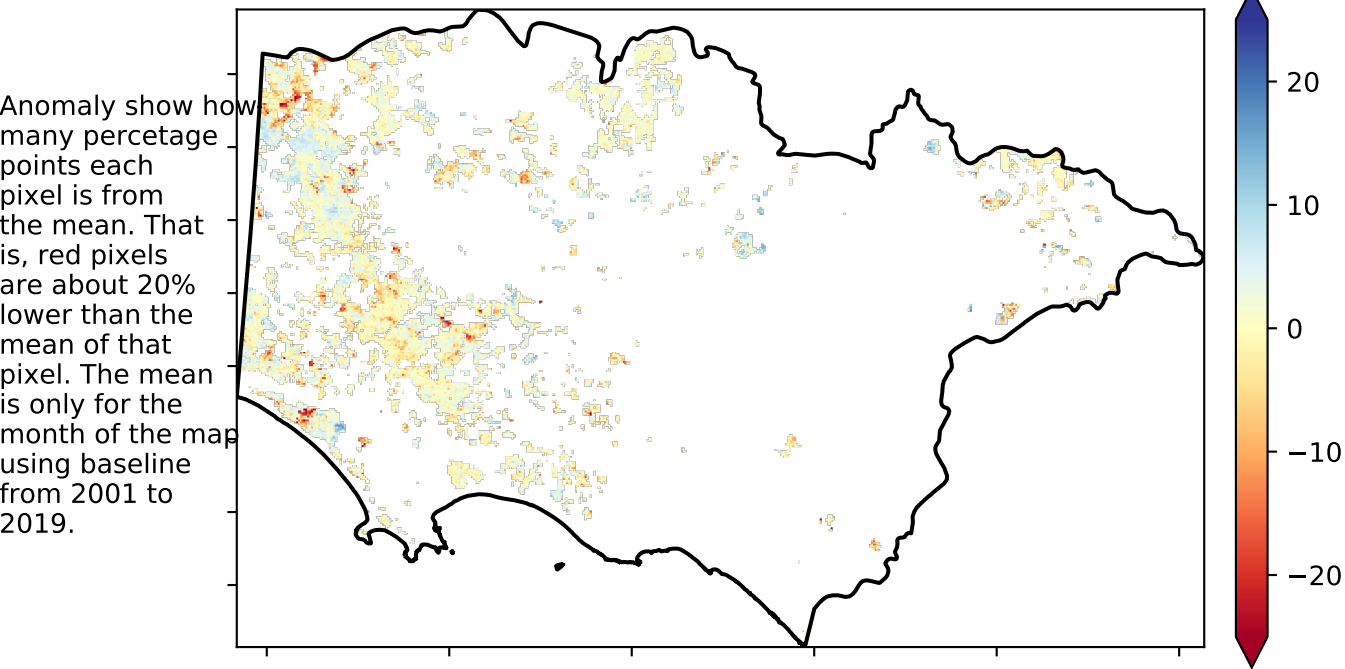 Anomaly show how
many percetage
points each
pixel is from
the mean. That
is, red pixels
are about 20%
lower than the
mean of that
pixel. The mean
is only for the
month of the map
using baseline
from 2001 to
2019.
20
10
0
−10
−20